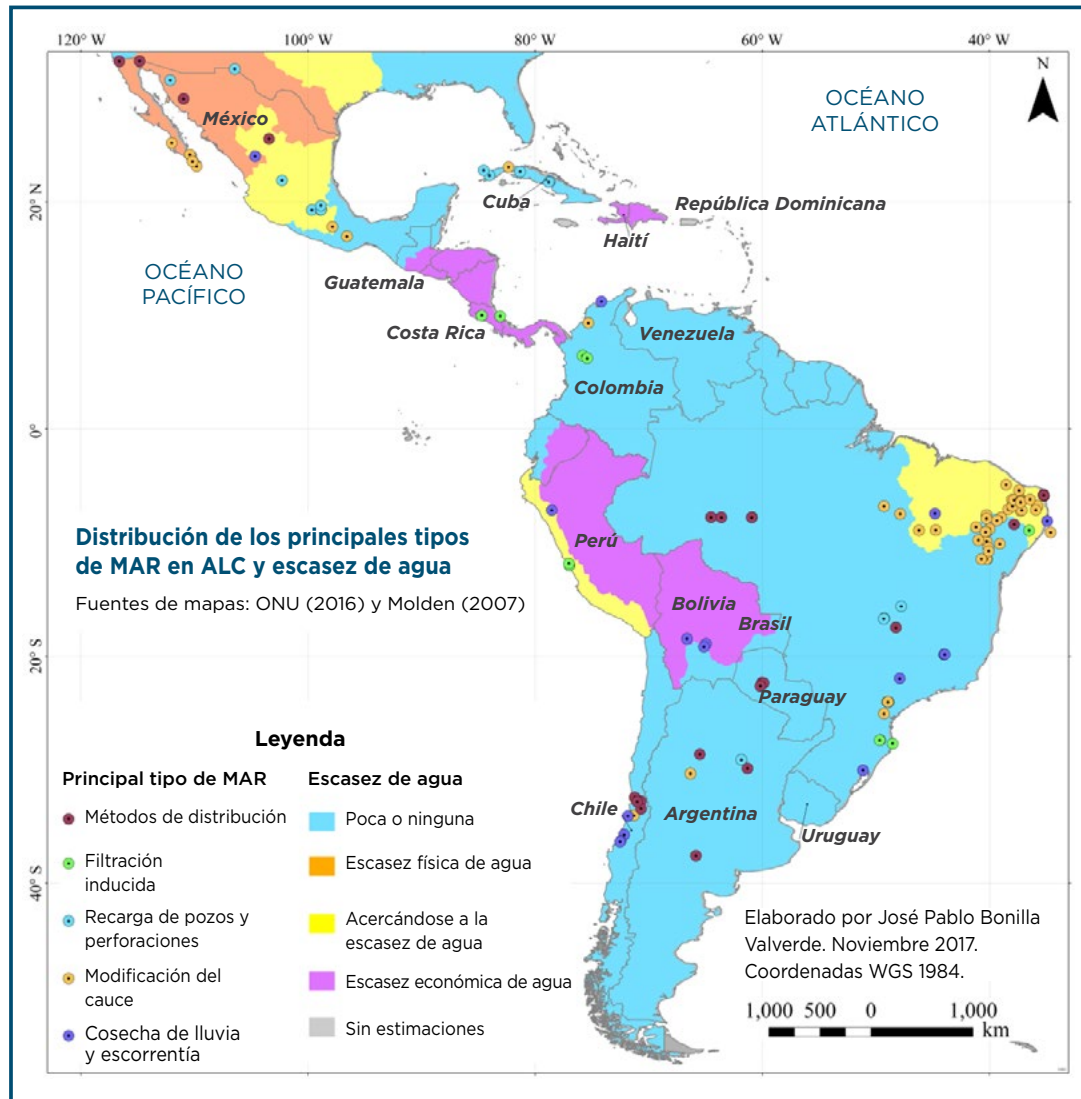 120° W
100° W
80° W
60° W
40° W
N
OCÉANO
ATLÁNTICO
México
20° N
Cuba
República Dominicana
Haití
OCÉANO
PACÍFICO
Guatemala
Costa Rica
Venezuela
Colombia
0°
Distribución de los principales tipos
de MAR en ALC y escasez de agua
Fuentes de mapas: ONU (2016) y Molden (2007)
Perú
Bolivia
Brasil
20° S
Paraguay
Chile
Argentina
Uruguay
40° S
Leyenda
Principal tipo de MAR
Métodos de distribución
Filtración
inducida
Recarga de pozos y
perforaciones
Modificación del
cauce
Cosecha de lluvia
y escorrentía
Escasez de agua
Poca o ninguna
Escasez física de agua
Acercándose a la
escasez de agua
Escasez económica de agua
Sin estimaciones
Elaborado por José Pablo Bonilla
Valverde. Noviembre 2017.
Coordenadas WGS 1984.
1,000 500 0 1,000
km